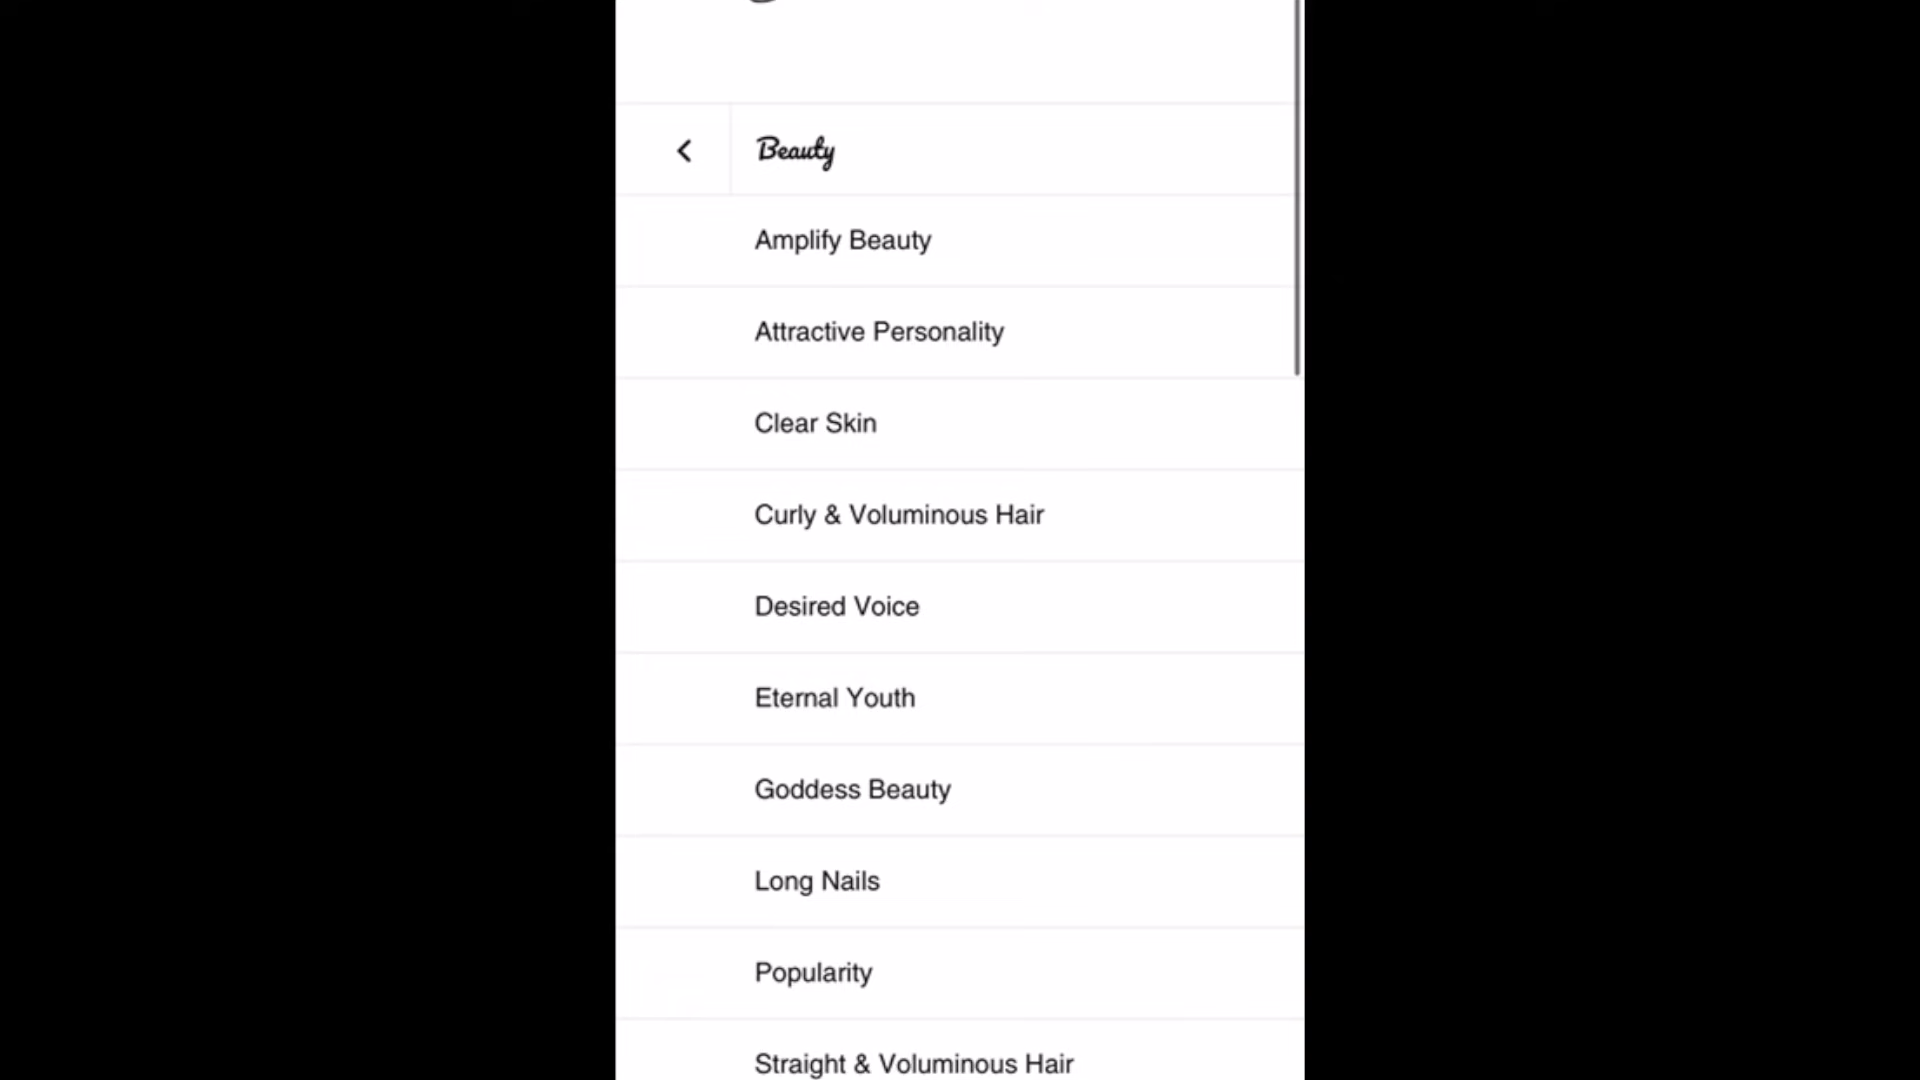 Beauty
Amplify Beauty
Attractive Personality
Clear Skin
Curly & Voluminous Hair
Desired Voice
Eternal Youth
Goddess Beauty
Long Nails
Popularity
Straight & Voluminous Hair